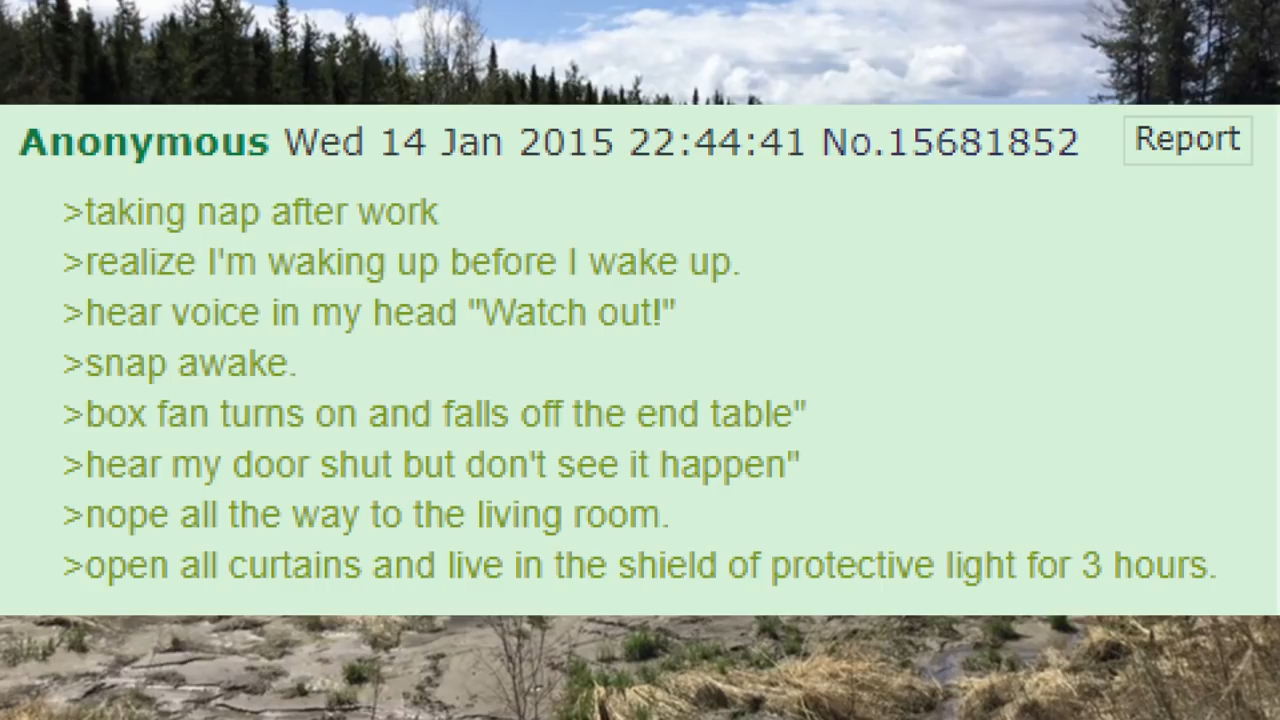 Anonymous Wed 14 Jan 2015 22:44:41 No.15681852 Report
>taking nap after work
>realize I'm waking up before I wake up.
>hear voice in my head "Watch out!"
>snap awake.
>box fan turns on and falls off the end table"
>hear my door shut but don't see it happen"
>nope all the way to the living room.
>open all curtains and live in the shield of protective light for 3 hours.